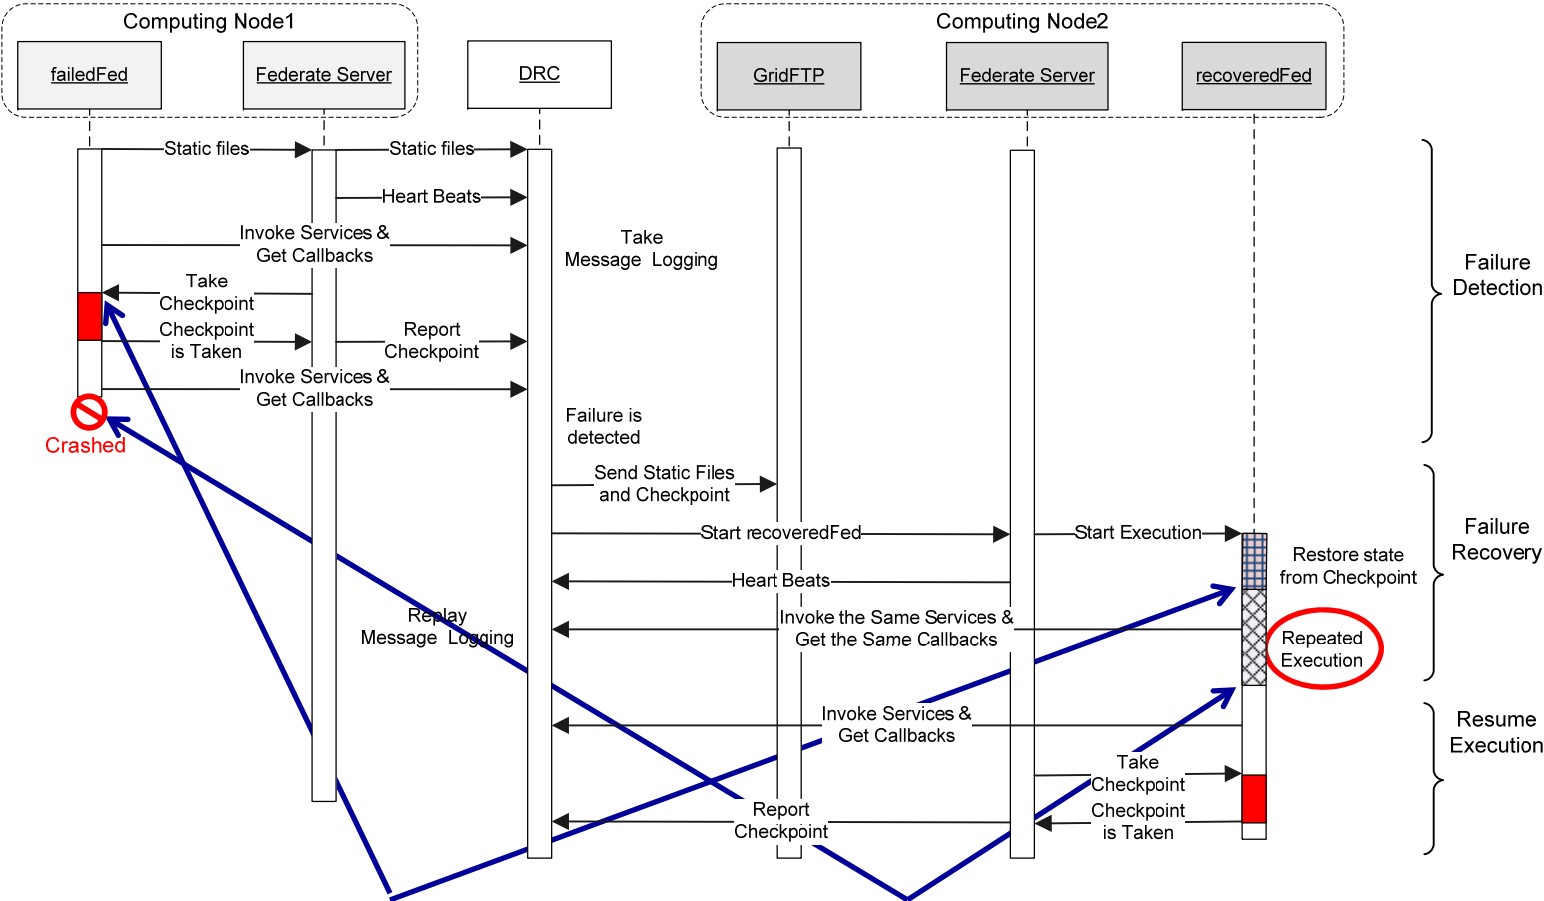 Computing Node1
Computing Node2
failedFed
Federate Server
DRC
GridFTP
Federate Server
recoveredFed
Static files
Static files
Heart Beats
Invoke Services &
Get Callbacks
Take
Message Logging
Take
Checkpoint
Checkpoint
is Taken
Report
Checkpoint
Invoke Services &
Get Callbacks
Crashed
Failure is
detected
Failure
Detection
Send Static Files
and Checkpoint
Start recoveredFed
Start Execution
Restore state
from Checkpoint
Heart Beats
Replay
Message Logging
Invoke the Same Services &
Get the Same Callbacks
Repeated
Execution
Failure
Recovery
Invoke Services &
Get Callbacks
Take
Checkpoint
Report
Checkpoint
Checkpoint
is Taken
Resume
Execution